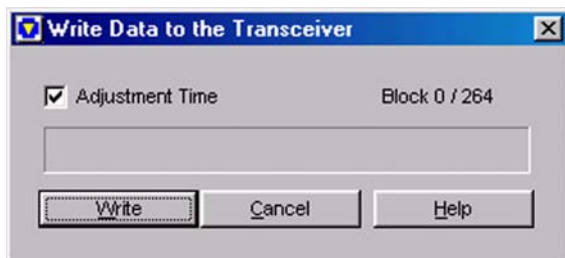 Write Data to the Transceiver
Adjustment Time Block 0 / 264
Write Cancel Help